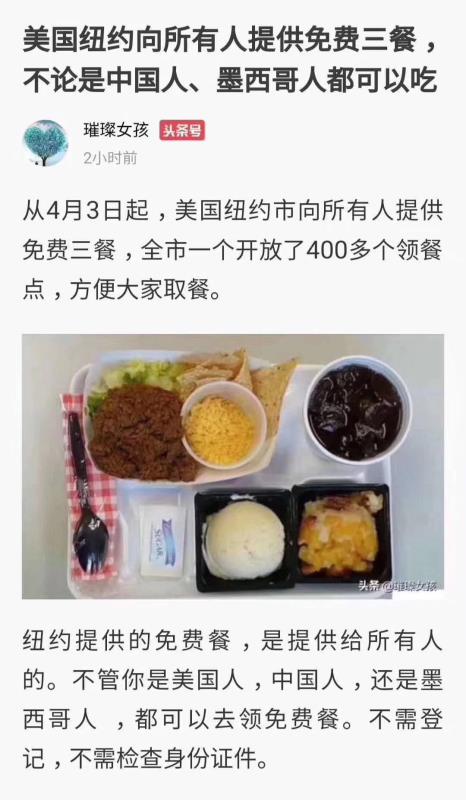 美国纽约向所有人提供免费三餐，
不论是中国人、墨西哥人都可以吃
璀璨女孩 头条号
2小时前
从4月3日起，美国纽约市向所有人提供
免费三餐，全市一个开放了400多个领餐
点，方便大家取餐。
SUGAR
头条@璀璨女孩
纽约提供的免费餐，是提供给所有人
的。不管你是美国人，中国人，还是墨
西哥人 ，都可以去领免费餐。不需登
记，不需检查身份证件。